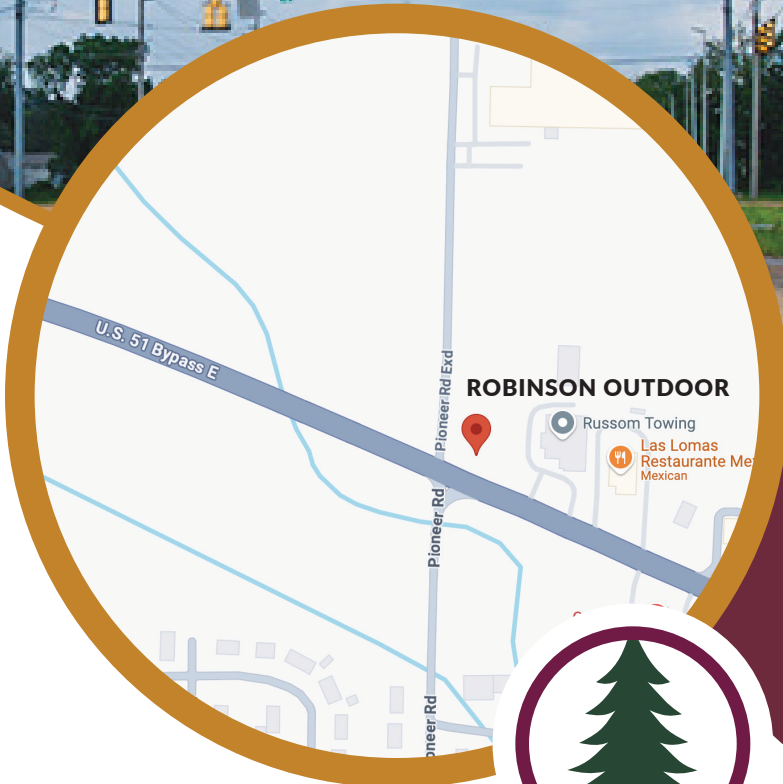 U.S. 51 Bypass E
Pioneer Rd Exd
ROBINSON OUTDOOR
Russom Towing
Las Lomas
Restaurante Me
Mexican
Pioneer Rd
oneer Rd